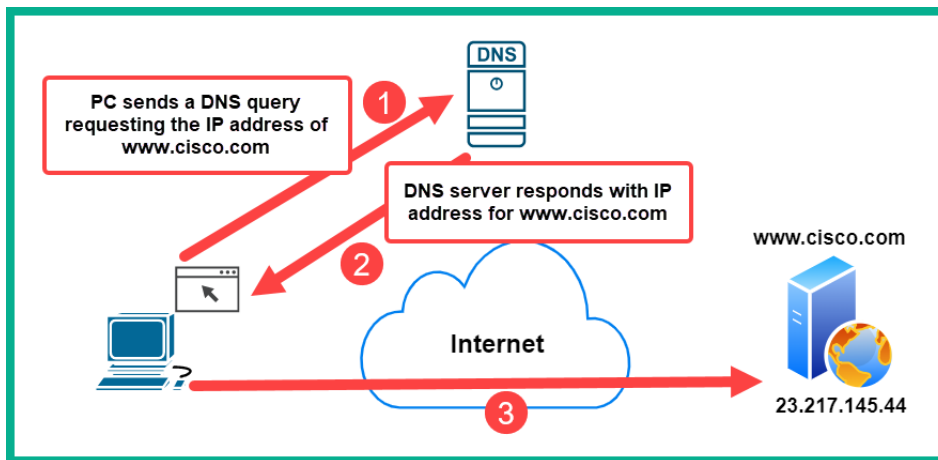 DNS
1
PC sends a DNS query
requesting the IP address of
www.cisco.com
DNS server responds with IP
address for www.cisco.com
2
www.cisco.com
Internet
3
23.217.145.44